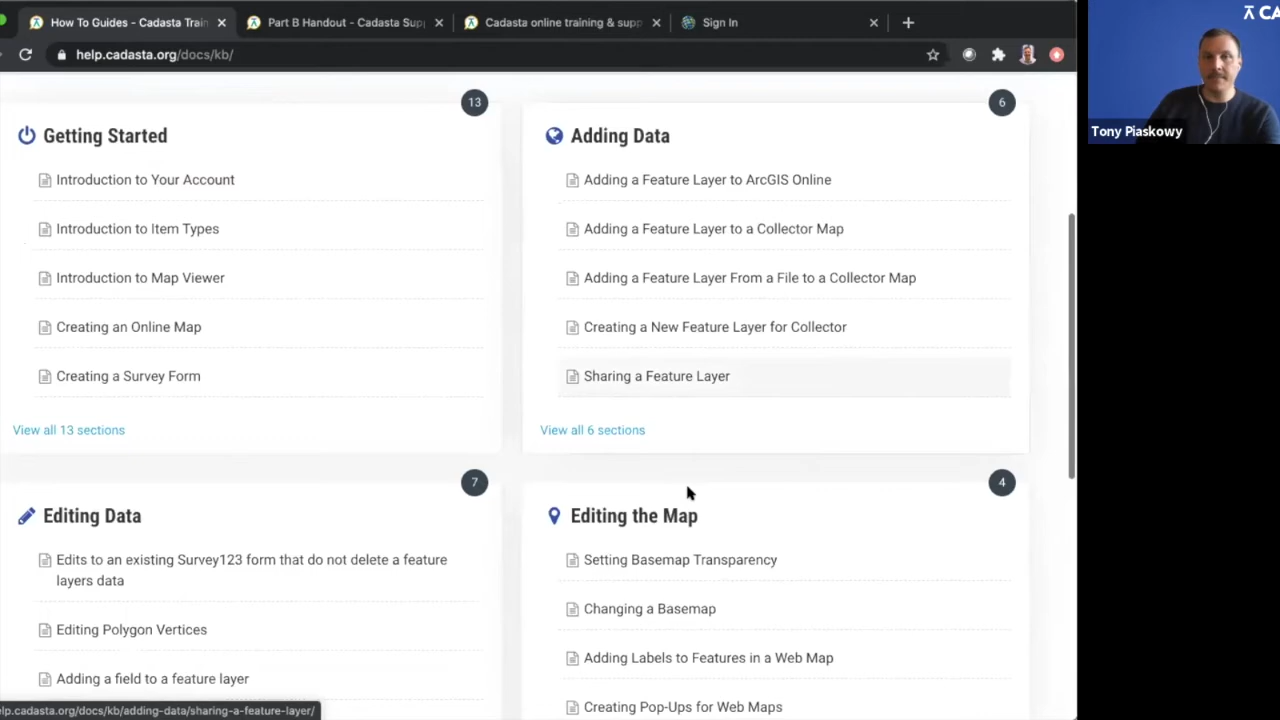 How To Guides - Cadasta Train
Part B Handout - Cadasta Sup
Cadasta online training & supp
Sign In
help.cadasta.org/docs/kb/
CA
Tony Piaskowy
13
Getting Started
Introduction to Your Account
Introduction to Item Types
Introduction to Map Viewer
Creating an Online Map
Creating a Survey Form
View all 13 sections
6
Adding Data
Adding a Feature Layer to ArcGIS Online
Adding a Feature Layer to a Collector Map
Adding a Feature Layer From a File to a Collector Map
Creating a New Feature Layer for Collector
Sharing a Feature Layer
View all 6 sections
7
Editing Data
Edits to an existing Survey123 form that do not delete a feature
layers data
Editing Polygon Vertices
Adding a field to a feature layer
4
Editing the Map
Setting Basemap Transparency
Changing a Basemap
Adding Labels to Features in a Web Map
Creating Pop-Ups for Web Maps
elp.cadasta.org/docs/kb/adding-data/sharing-a-feature-layer/